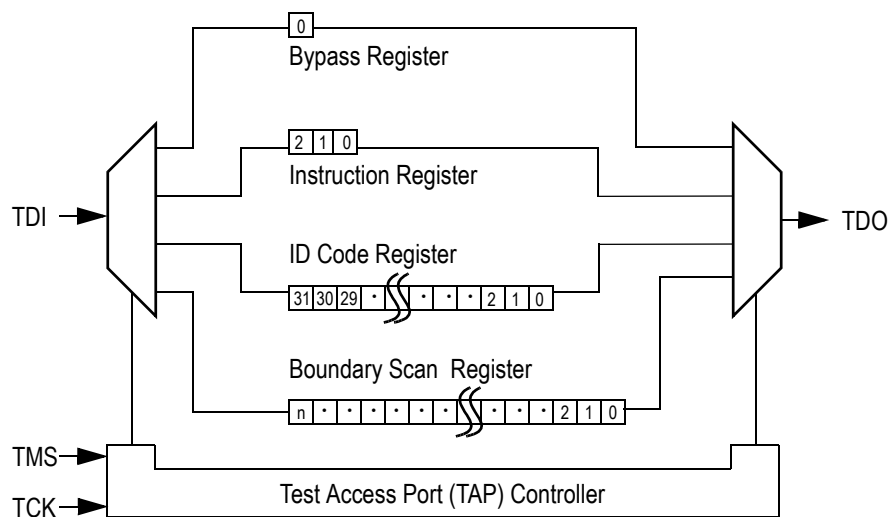 0
Bypass Register
2 1 0
Instruction Register
TDI
TDO
ID Code Register
31 30 29 · · · · 2 1 0
Boundary Scan Register
n · · · · · · · · · 2 1 0
TMS
Test Access Port (TAP) Controller
TCK